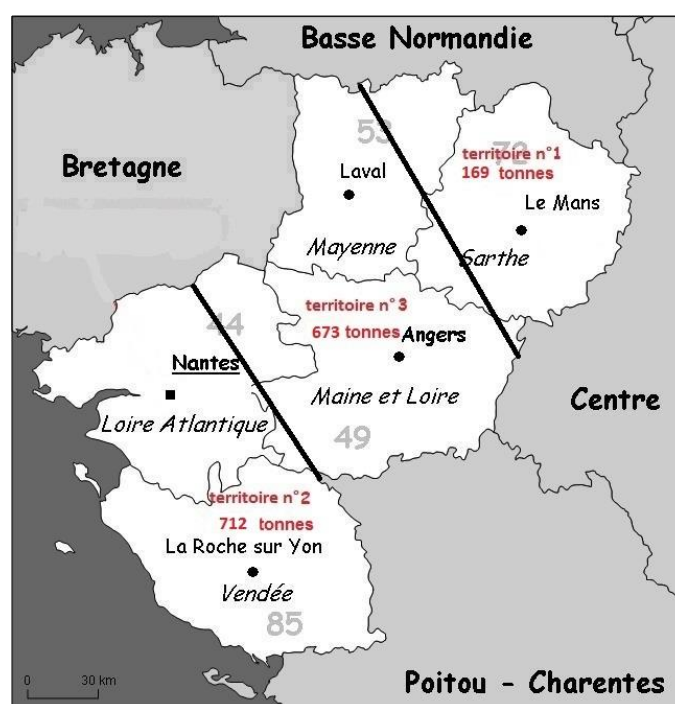 Basse Normandie
53
72
territoire n°1
169 tonnes
Bretagne
Laval
Le Mans
Mayenne
Sarthe
territoire n°3
673 tonnes
Angers
44
Nantes
Maine et Loire
Centre
Loire Atlantique
49
territoire n°2
712 tonnes
La Roche sur Yon
Vendée
85
0 30 km
Poitou - Charentes